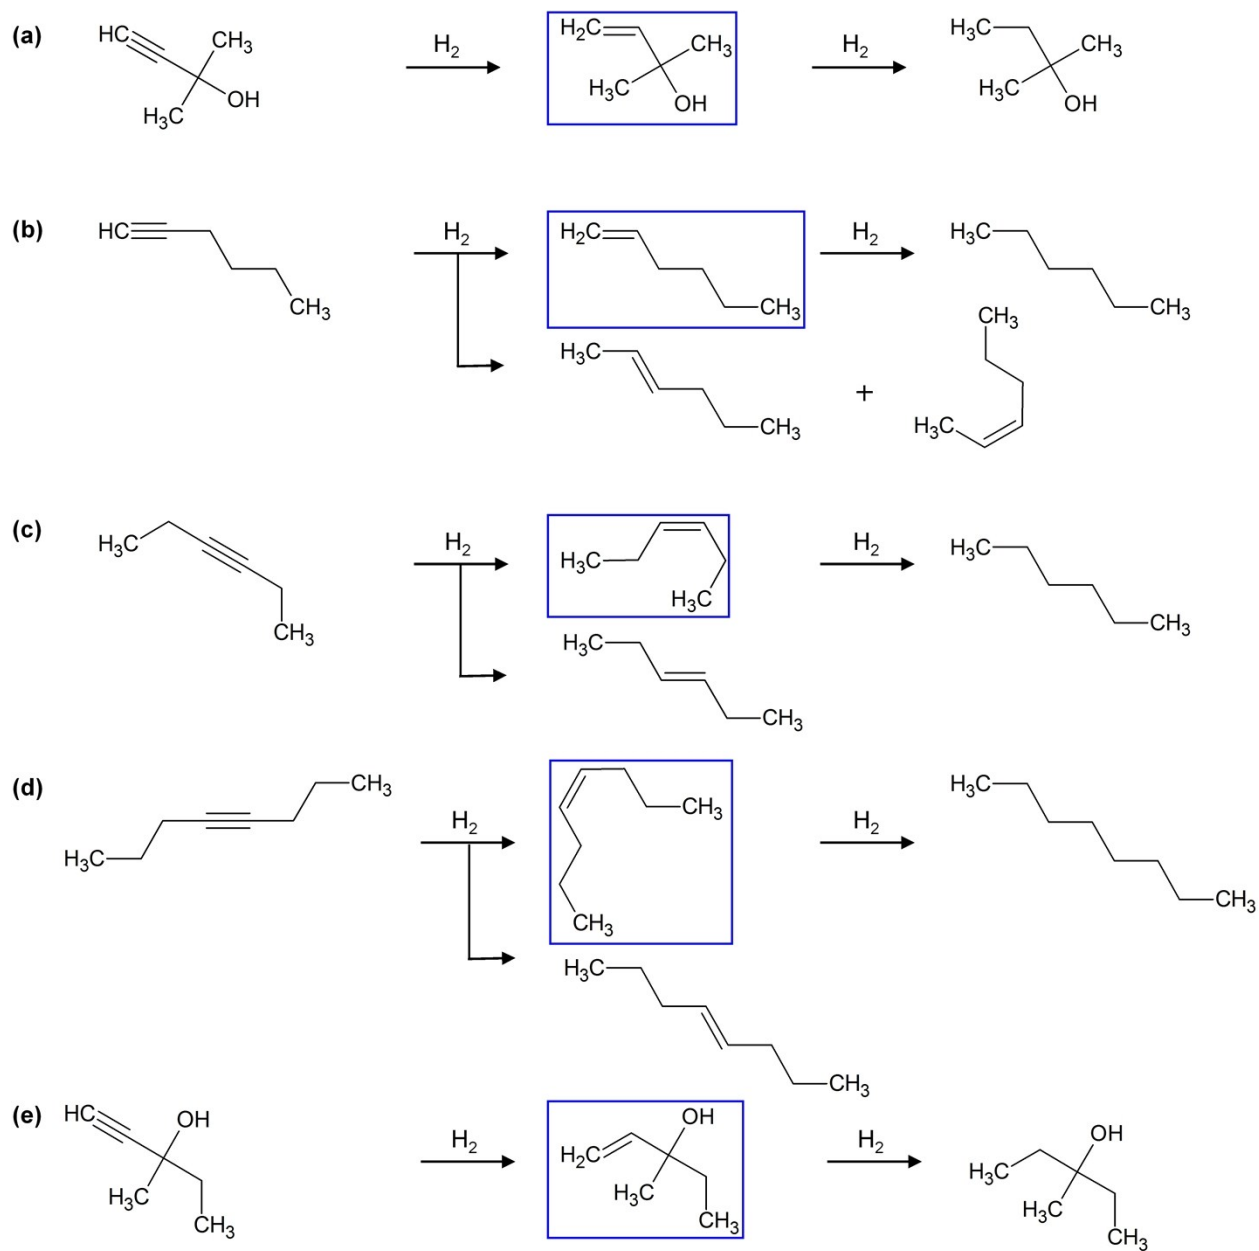 (a) HC CH₃ OH H₃C H₂ H₂C CH₃ H₃C OH H₂ H₃C CH₃ H₃C OH
(b) HC CH₃ H₂ H₂C CH₃ H₂ H₃C CH₃
H₃C CH₃ + CH₃ H₃C
(c) H₃C CH₃ H₂ H₃C H₃C H₂ H₃C CH₃
H₃C CH₃
(d) H₃C CH₃ H₂ CH₃ CH₃ H₂ H₃C CH₃
H₃C CH₃
(e) HC OH H₃C CH₃ H₂ H₂C OH H₃C CH₃ H₂ H₃C OH H₃C CH₃